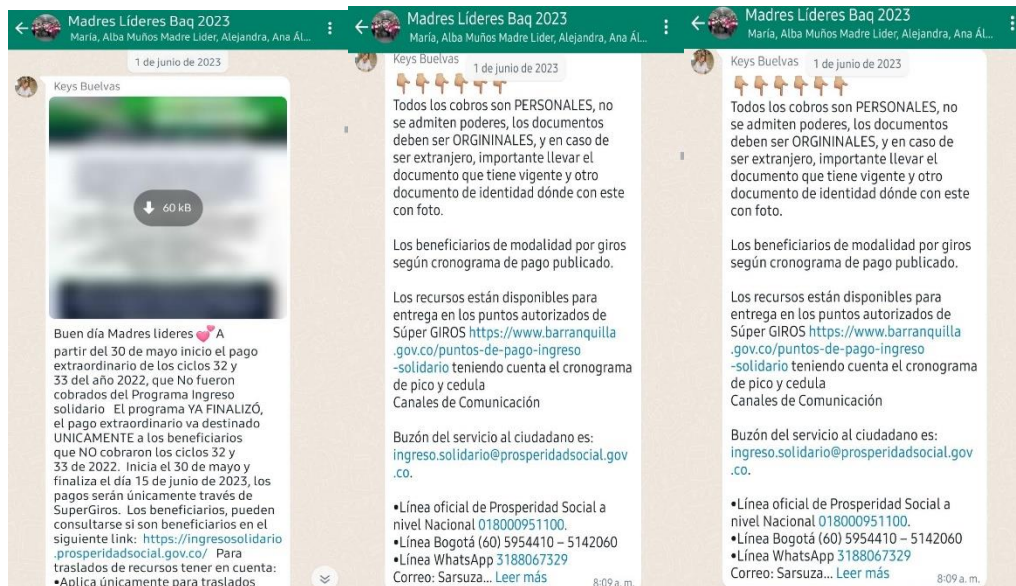 Madres Líderes Baq 2023
María, Alba Muños Madre Lider, Alejandra, Ana Ál...
1 de junio de 2023
Keys Buelvas
60 kB
Buen día Madres lideres 💞 A
partir del 30 de mayo inicio el pago
extraordinario de los ciclos 32 y
33 del año 2022, que No fueron
cobrados del Programa Ingreso
solidario El programa YA FINALIZÓ,
el pago extraordinario va destinado
UNICAMENTE a los beneficiarios
que NO cobraron los ciclos 32 y
33 de 2022. Inicia el 30 de mayo y
finaliza el día 15 de junio de 2023, los
pagos serán únicamente través de
SuperGiros. Los beneficiarios, pueden
consultarse si son beneficiarios en el
siguiente link: https://ingresosolidario
.prosperidadsocial.gov.co/ Para
traslados de recursos tener en cuenta:
•Aplica únicamente para traslados
Madres Líderes Baq 2023
María, Alba Muños Madre Lider, Alejandra, Ana Ál...
Keys Buelvas
1 de junio de 2023
👇🏼👇🏼👇🏼👇🏼👇🏼👇🏼
Todos los cobros son PERSONALES, no
se admiten poderes, los documentos
deben ser ORGININALES, y en caso de
ser extranjero, importante llevar el
documento que tiene vigente y otro
documento de identidad dónde con este
con foto.
Los beneficiarios de modalidad por giros
según cronograma de pago publicado.
Los recursos están disponibles para
entrega en los puntos autorizados de
Súper GIROS https://www.barranquilla
.gov.co/puntos-de-pago-ingreso
-solidario teniendo cuenta el cronograma
de pico y cedula
Canales de Comunicación
Buzón del servicio al ciudadano es:
ingreso.solidario@prosperidadsocial.gov
.co.
•Línea oficial de Prosperidad Social a
nivel Nacional 018000951100.
•Línea Bogotá (60) 5954410 – 5142060
•Línea WhatsApp 3188067329
Correo: Sarsuza... Leer más
8:09 a. m.
Madres Líderes Baq 2023
María, Alba Muños Madre Lider, Alejandra, Ana Ál...
Keys Buelvas
1 de junio de 2023
👇🏼👇🏼👇🏼👇🏼👇🏼👇🏼
Todos los cobros son PERSONALES, no
se admiten poderes, los documentos
deben ser ORGININALES, y en caso de
ser extranjero, importante llevar el
documento que tiene vigente y otro
documento de identidad dónde con este
con foto.
Los beneficiarios de modalidad por giros
según cronograma de pago publicado.
Los recursos están disponibles para
entrega en los puntos autorizados de
Súper GIROS https://www.barranquilla
.gov.co/puntos-de-pago-ingreso
-solidario teniendo cuenta el cronograma
de pico y cedula
Canales de Comunicación
Buzón del servicio al ciudadano es:
ingreso.solidario@prosperidadsocial.gov
.co.
•Línea oficial de Prosperidad Social a
nivel Nacional 018000951100.
•Línea Bogotá (60) 5954410 – 5142060
•Línea WhatsApp 3188067329
Correo: Sarsuza... Leer más
8:09 a. m.